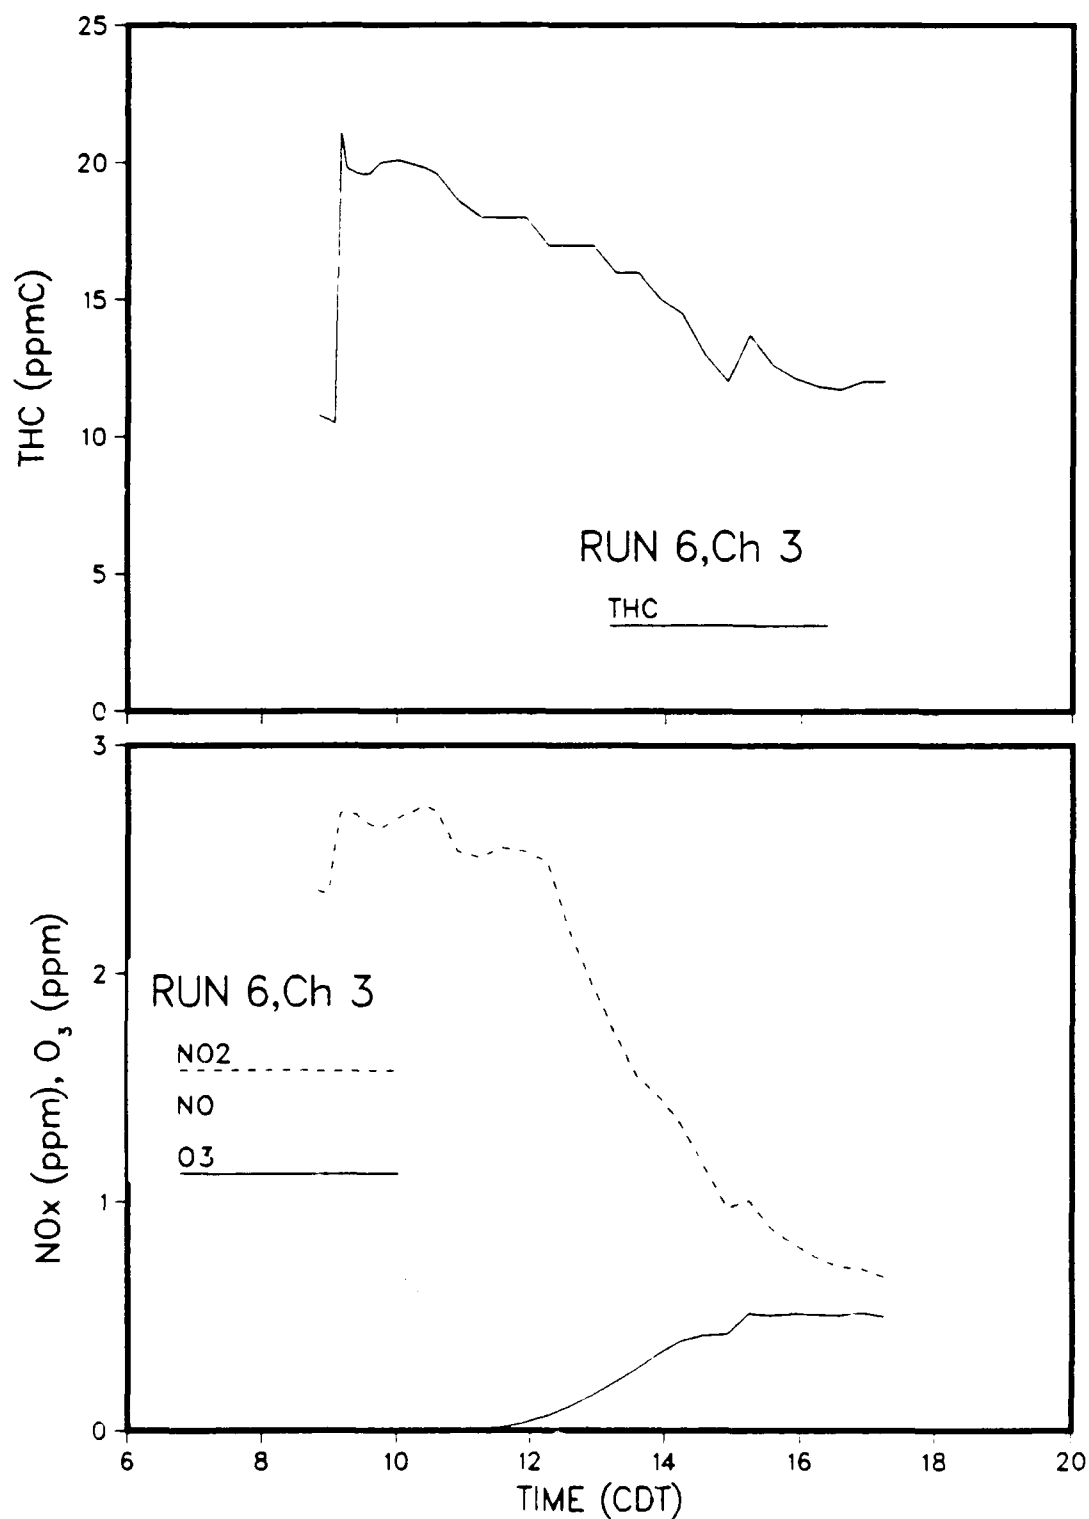 25
20
15
10
5
0
THC (ppmC)
RUN 6,Ch 3
THC
3
2
1
0
NOx (ppm), O₃ (ppm)
RUN 6,Ch 3
NO2
NO
O3
6 8 10 12 14 16 18 20
TIME (CDT)